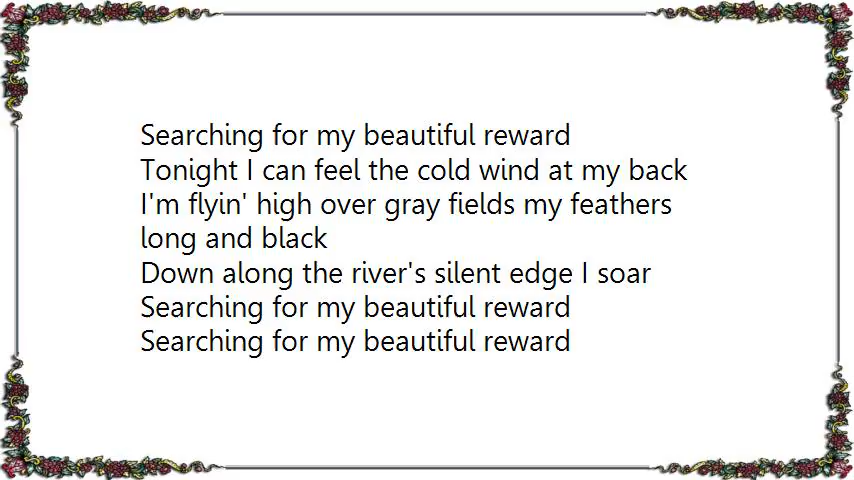 Searching for my beautiful reward
Tonight I can feel the cold wind at my back
I'm flyin' high over gray fields my feathers
long and black
Down along the river's silent edge I soar
Searching for my beautiful reward
Searching for my beautiful reward